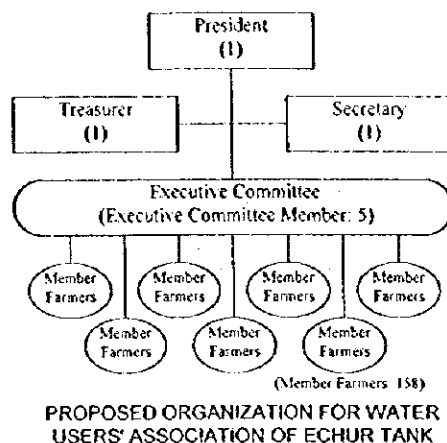 President
(1)
Treasurer
(1)
Secretary
(1)
Executive Committee
(Executive Committee Member: 5)
Member
Farmers
Member
Farmers
Member
Farmers
Member
Farmers
Member
Farmers
Member
Farmers
Member
Farmers
(Member Farmers 158)
PROPOSED ORGANIZATION FOR WATER
USERS' ASSOCIATION OF ECHUR TANK